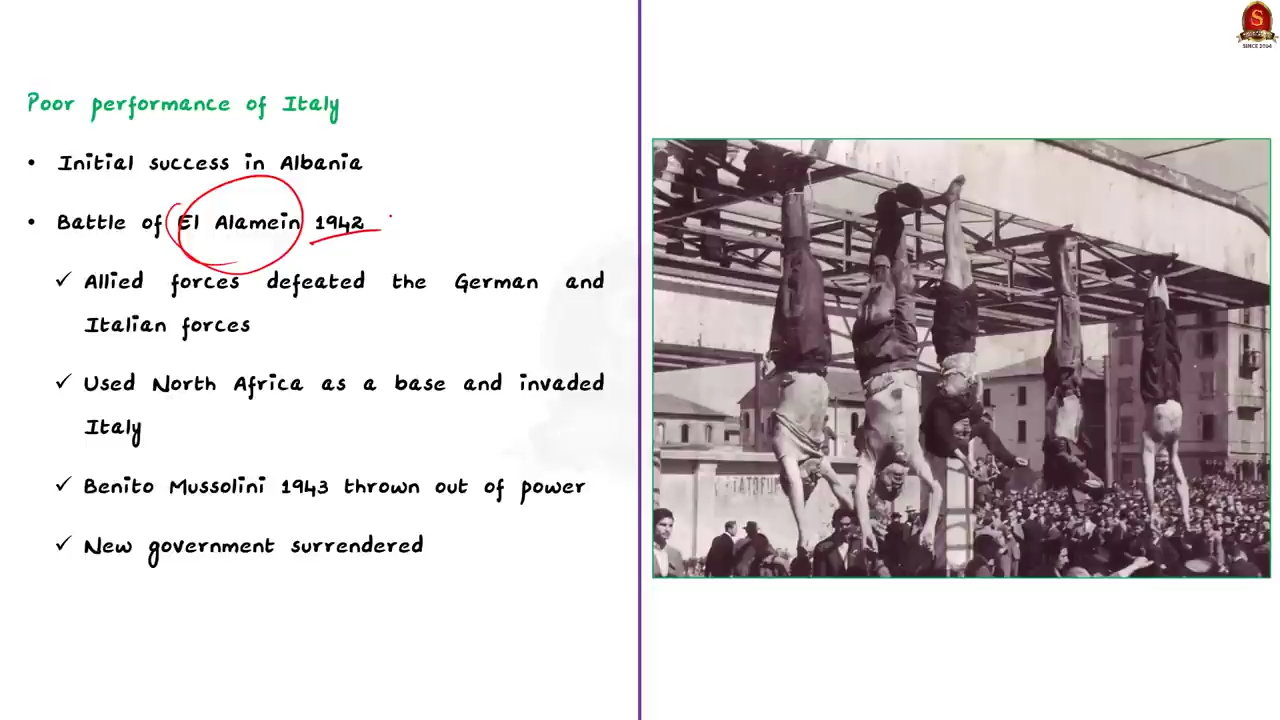 S
SINCE 2004
Poor performance of Italy
• Initial success in Albania
• Battle of El Alamein 1942
✓ Allied forces defeated the German and
Italian forces
✓ Used North Africa as a base and invaded
Italy
✓ Benito Mussolini 1943 thrown out of power
✓ New government surrendered